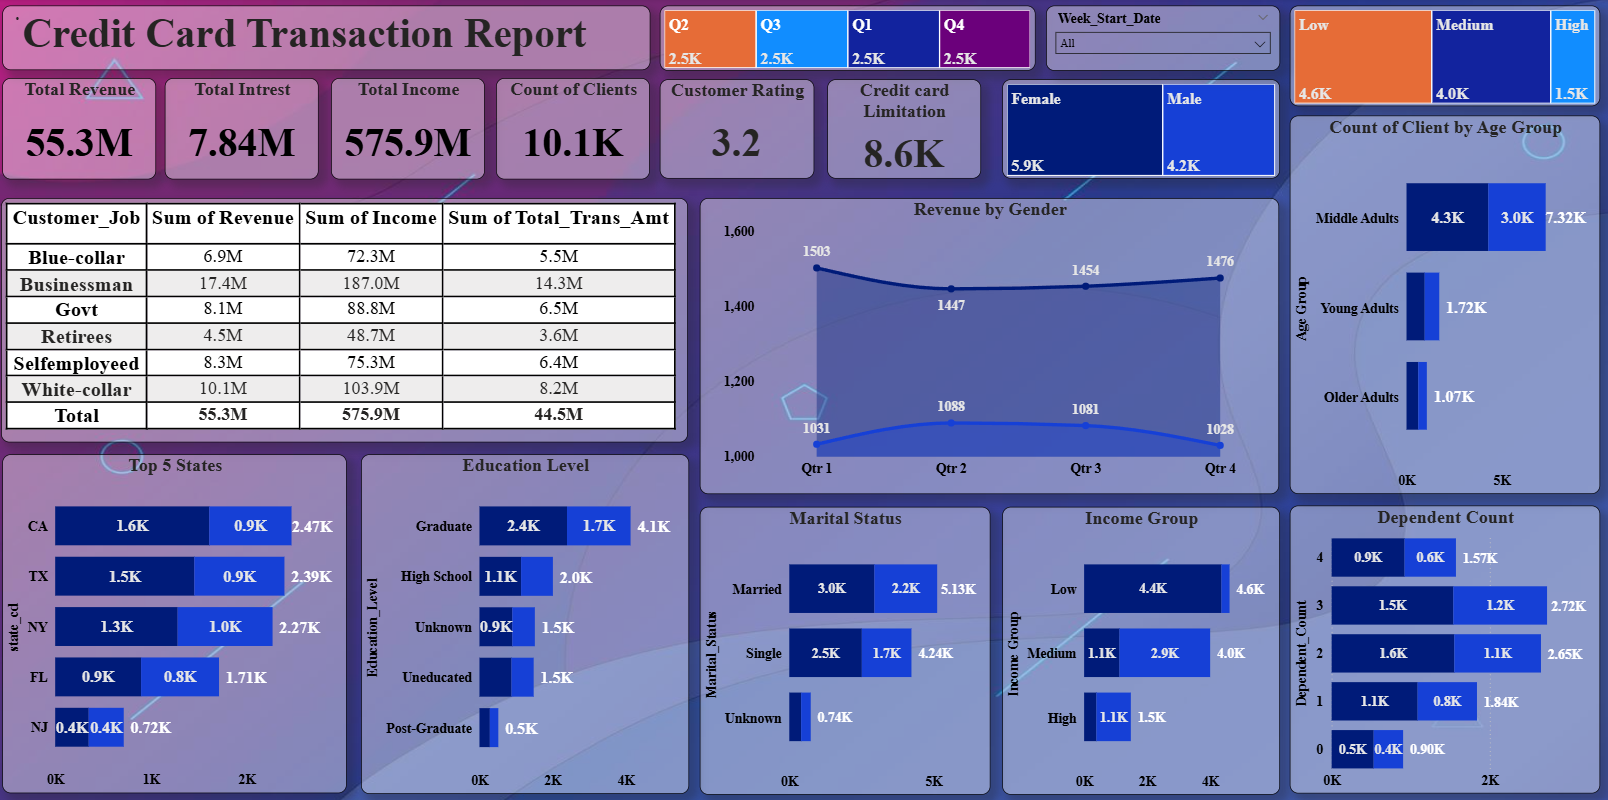 Credit Card Transaction Report
Q2 Q3 Q1 Q4
2.5K 2.5K 2.5K 2.5K
Week_Start_Date
All
Low Medium High
4.6K 4.0K 1.5K
Total Revenue
55.3M
Total Intrest
7.84M
Total Income
575.9M
Count of Clients
10.1K
Customer Rating
3.2
Credit card
Limitation
8.6K
Female Male
5.9K 4.2K
Customer_Job Sum of Revenue Sum of Income Sum of Total_Trans_Amt
Blue-collar 6.9M 72.3M 5.5M
Businessman 17.4M 187.0M 14.3M
Govt 8.1M 88.8M 6.5M
Retirees 4.5M 48.7M 3.6M
Selfemployeed 8.3M 75.3M 6.4M
White-collar 10.1M 103.9M 8.2M
Total 55.3M 575.9M 44.5M
Revenue by Gender
1,600
1,400
1,200
1,000
1503 1447 1454 1476
1031 1088 1081 1028
Qtr 1 Qtr 2 Qtr 3 Qtr 4
Count of Client by Age Group
Age Group
Middle Adults 4.3K 3.0K 7.32K
Young Adults 1.72K
Older Adults 1.07K
0K 5K
Top 5 States
state_cd
CA 1.6K 0.9K 2.47K
TX 1.5K 0.9K 2.39K
NY 1.3K 1.0K 2.27K
FL 0.9K 0.8K 1.71K
NJ 0.4K 0.4K 0.72K
0K 1K 2K
Education Level
Education_Level
Graduate 2.4K 1.7K 4.1K
High School 1.1K 2.0K
Unknown 0.9K 1.5K
Uneducated 1.5K
Post-Graduate 0.5K
0K 2K 4K
Marital Status
Marital_Status
Married 3.0K 2.2K 5.13K
Single 2.5K 1.7K 4.24K
Unknown 0.74K
0K 5K
Income Group
Income Group
Low 4.4K 4.6K
Medium 1.1K 2.9K 4.0K
High 1.1K 1.5K
0K 2K 4K
Dependent Count
Dependent_Count
4 0.9K 0.6K 1.57K
3 1.5K 1.2K 2.72K
2 1.6K 1.1K 2.65K
1 1.1K 0.8K 1.84K
0 0.5K 0.4K 0.90K
0K 2K